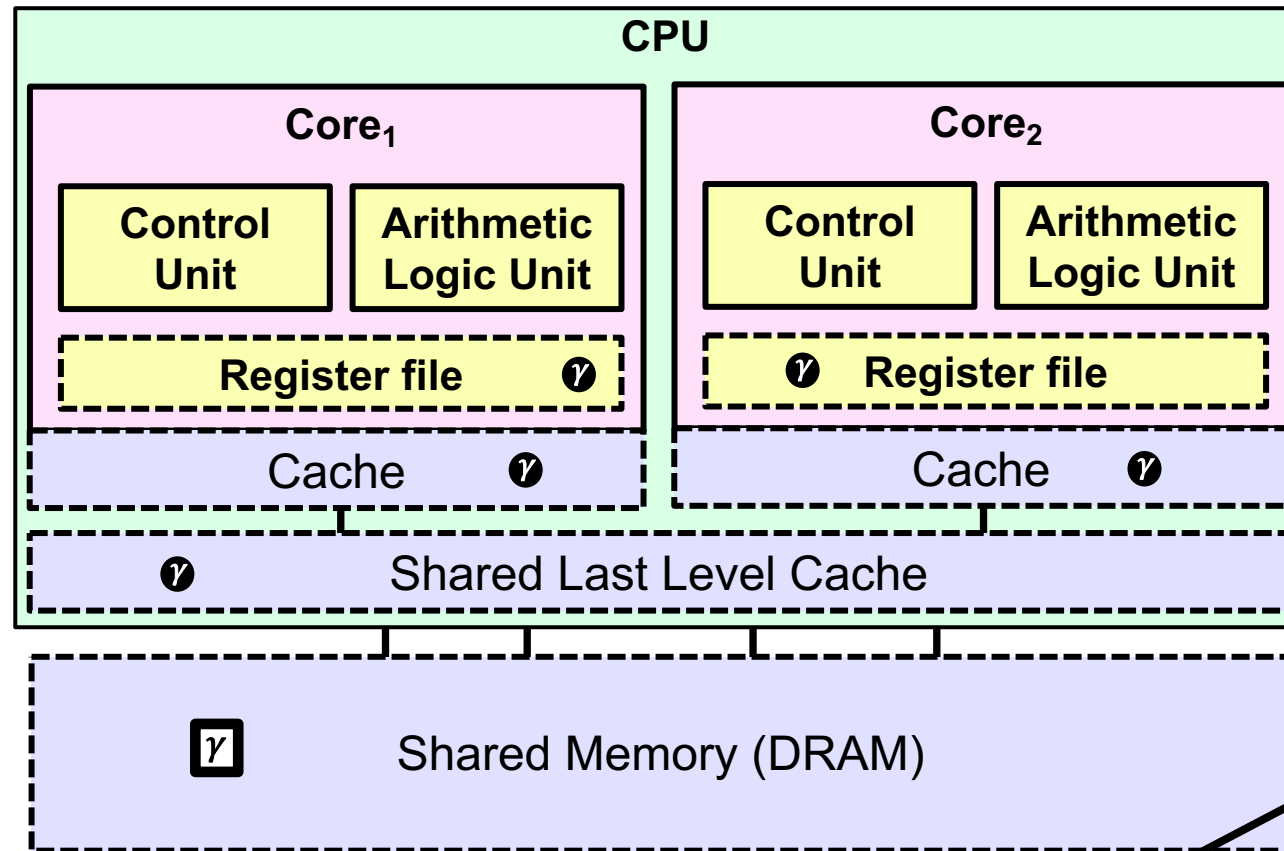 CPU
Core₁
Core₂
Control
Unit
Arithmetic
Logic Unit
Control
Unit
Arithmetic
Logic Unit
Register file γ
γ Register file
Cache γ
Cache γ
γ Shared Last Level Cache
γ Shared Memory (DRAM)